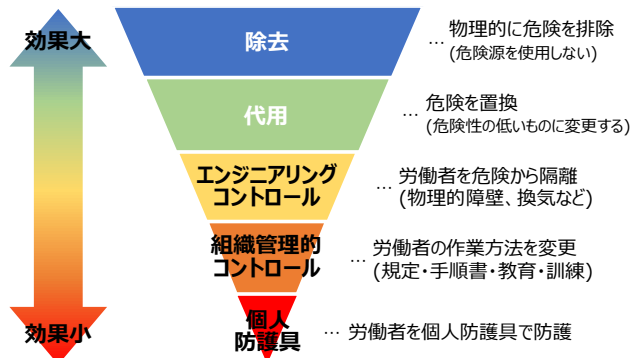 効果大
除去
… 物理的に危険を排除
(危険源を使用しない)
代用
… 危険を置換
(危険性の低いものに変更する)
エンジニアリング
コントロール
… 労働者を危険から隔離
(物理的障壁、換気など)
組織管理的
コントロール
… 労働者の作業方法を変更
(規定・手順書・教育・訓練)
効果小
個人
防護具
… 労働者を個人防護具で防護